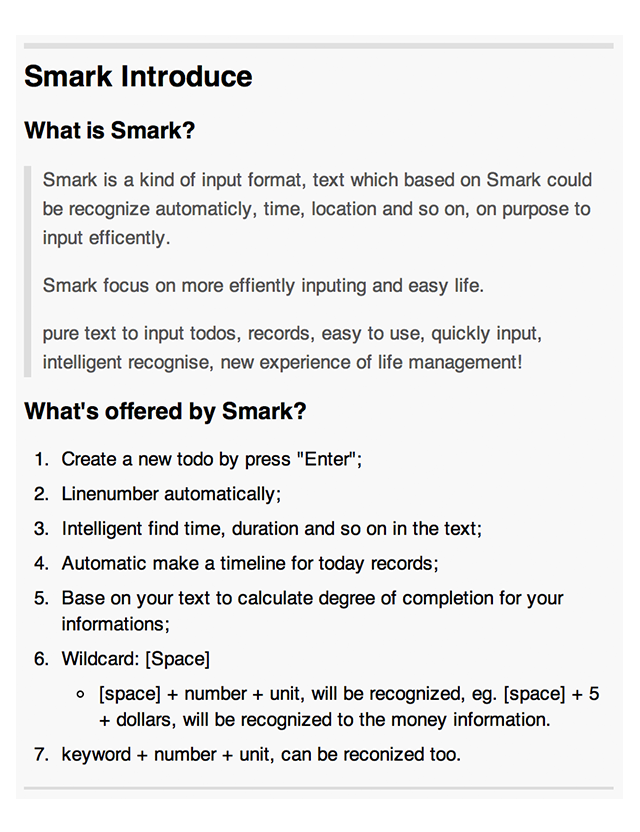 Smark Introduce
What is Smark?
Smark is a kind of input format, text which based on Smark could
be recognize automaticly, time, location and so on, on purpose to
input efficently.
Smark focus on more effiently inputing and easy life.
pure text to input todos, records, easy to use, quickly input,
intelligent recognise, new experience of life management!
What's offered by Smark?
1. Create a new todo by press "Enter";
2. Linenumber automatically;
3. Intelligent find time, duration and so on in the text;
4. Automatic make a timeline for today records;
5. Base on your text to calculate degree of completion for your
informations;
6. Wildcard: [Space]
◦ [space] + number + unit, will be recognized, eg. [space] + 5
+ dollars, will be recognized to the money information.
7. keyword + number + unit, can be reconized too.